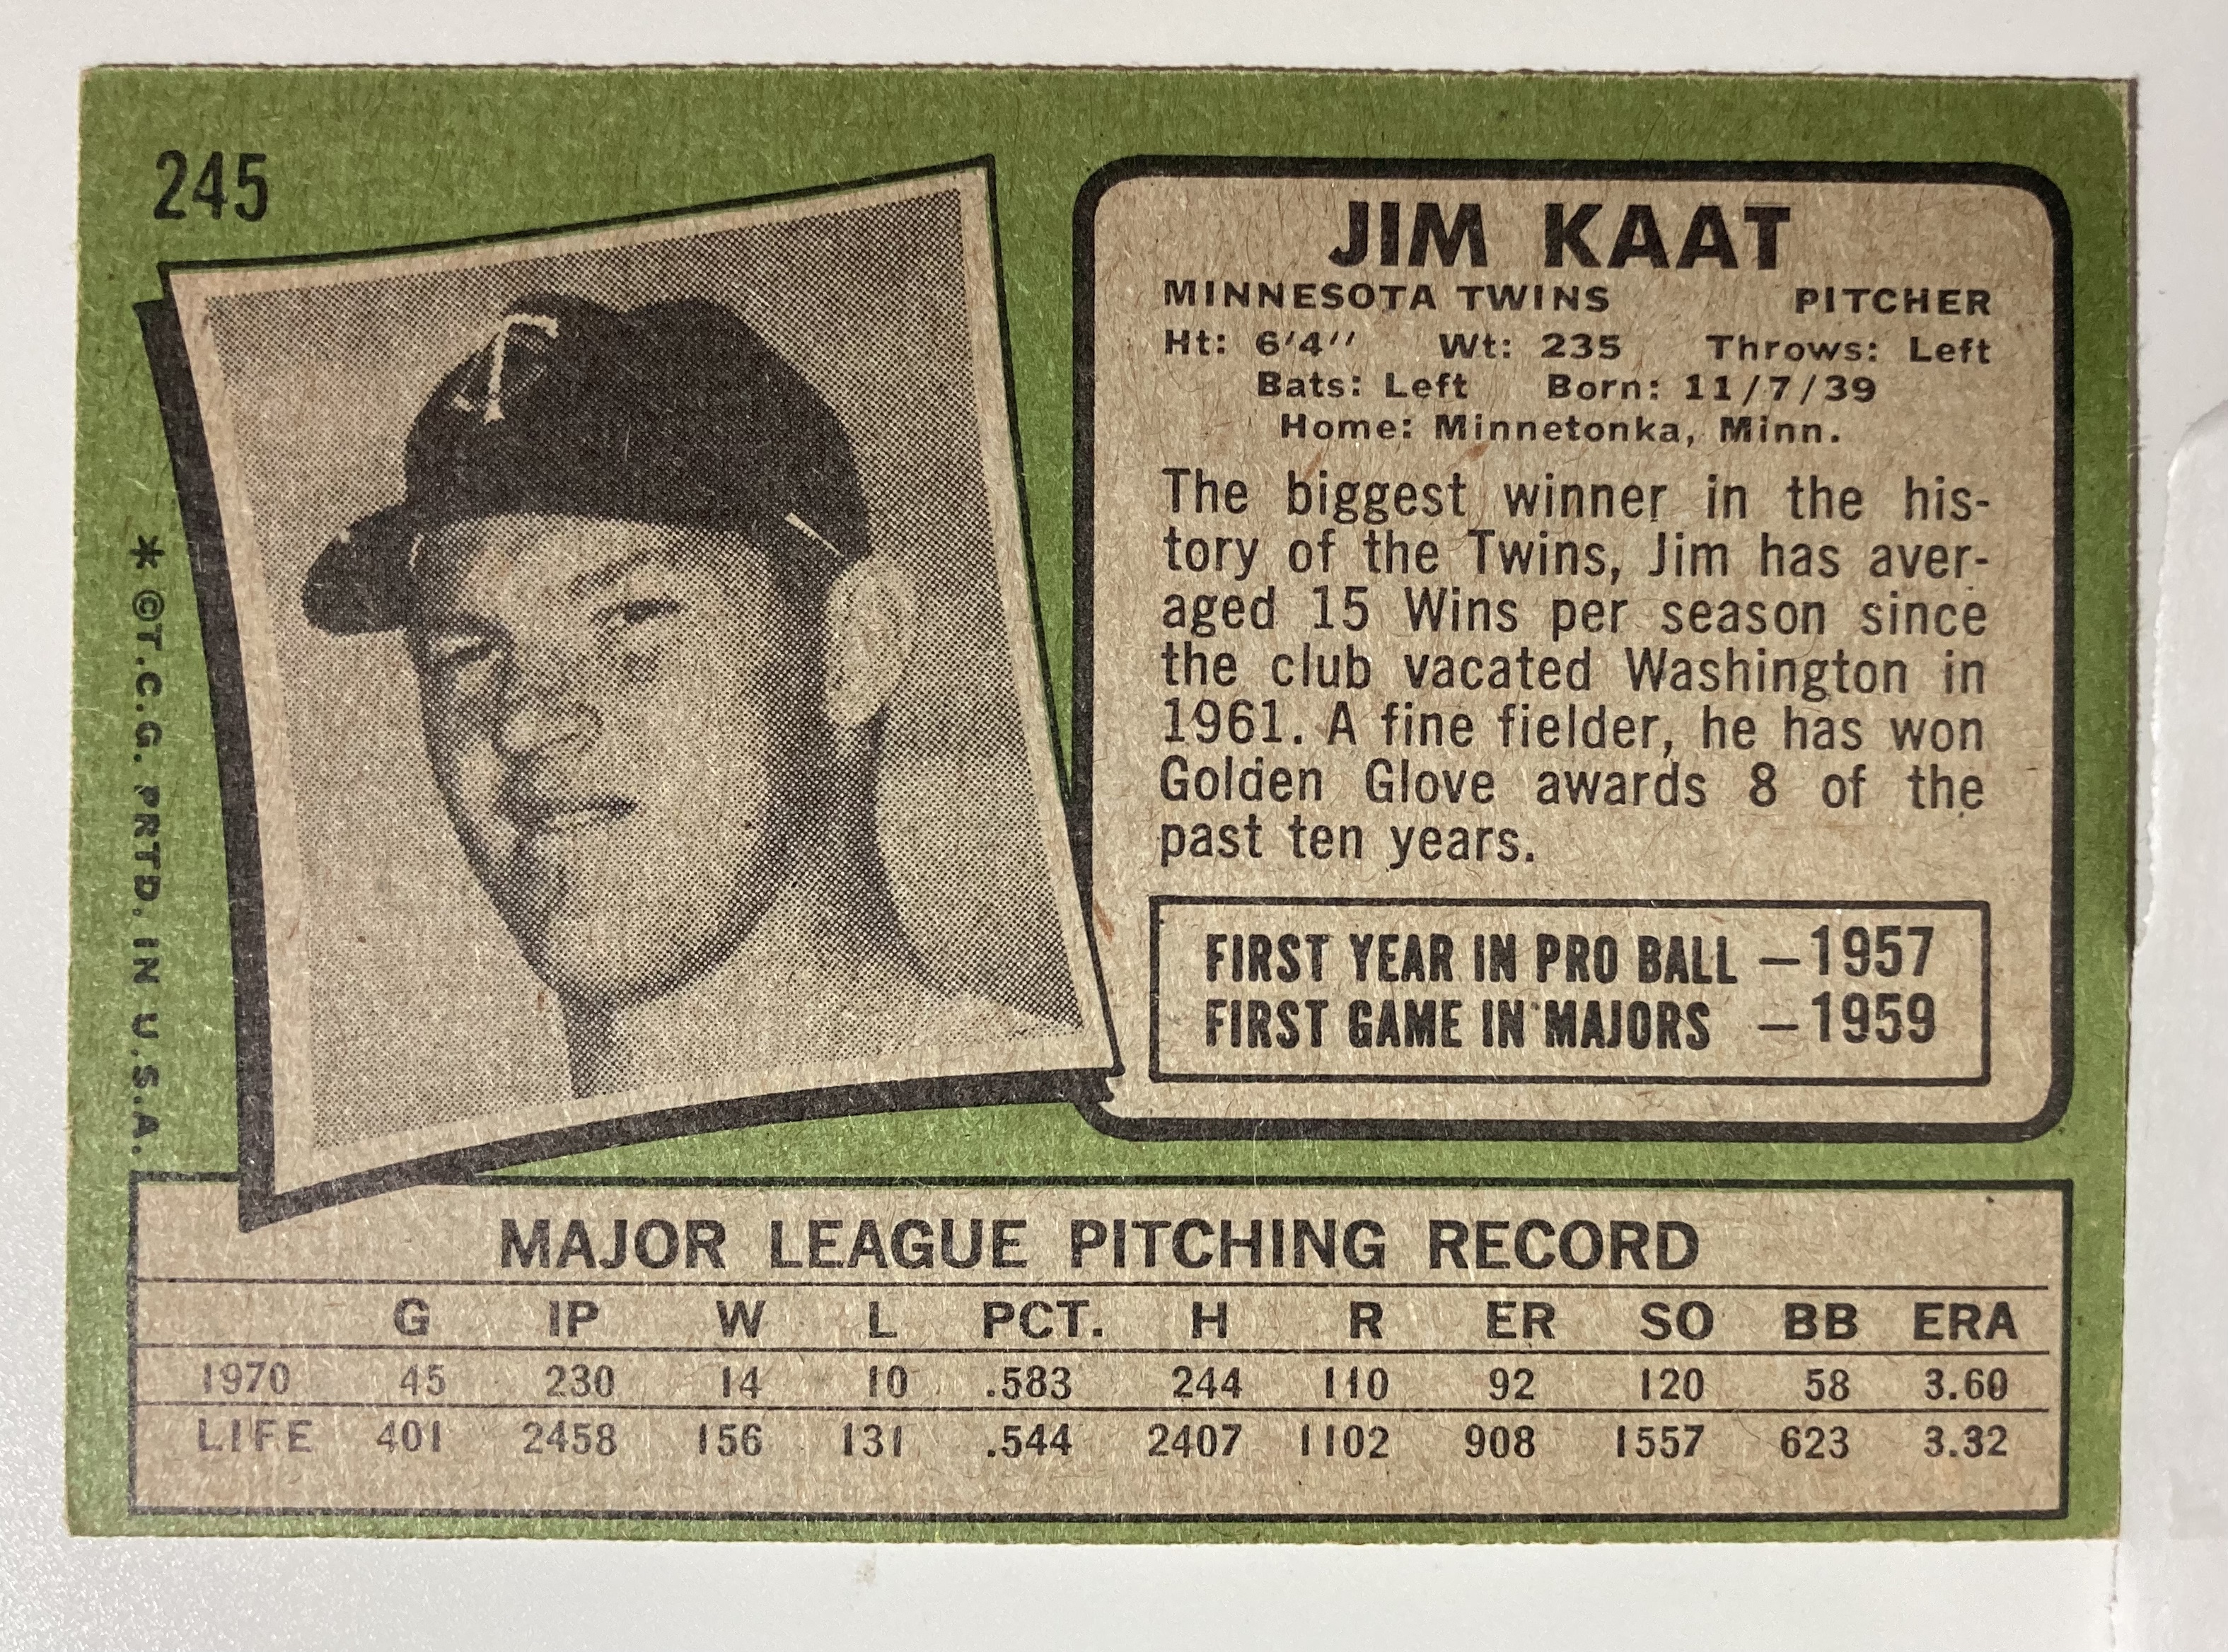 245
JIM KAAT
MINNESOTA TWINS PITCHER
Ht: 6'4'' Wt: 235 Throws: Left
Bats: Left Born: 11/7/39
Home: Minnetonka, Minn.
The biggest winner in the his-
tory of the Twins, Jim has aver-
aged 15 Wins per season since
the club vacated Washington in
1961. A fine fielder, he has won
Golden Glove awards 8 of the
past ten years.
FIRST YEAR IN PRO BALL —1957
FIRST GAME IN MAJORS —1959
* ©T.C.G. PRTD. IN U.S.A.
MAJOR LEAGUE PITCHING RECORD
G IP W L PCT. H R ER SO BB ERA
1970 45 230 14 10 .583 244 110 92 120 58 3.60
LIFE 401 2458 156 131 .544 2407 1102 908 1557 623 3.32